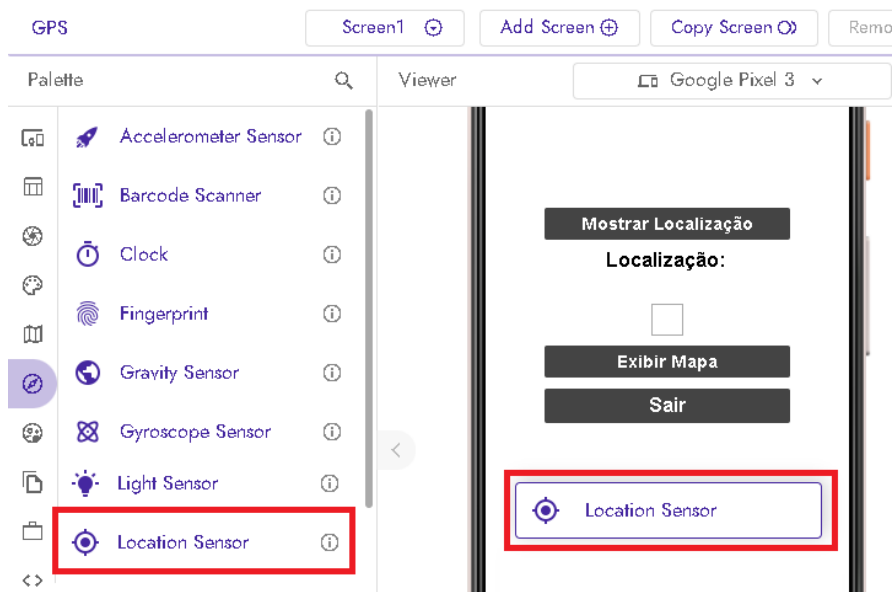 GPS
Screen1
Add Screen
Copy Screen
Remo
Palette
Viewer
Google Pixel 3
Accelerometer Sensor
Barcode Scanner
Clock
Fingerprint
Gravity Sensor
Gyroscope Sensor
Light Sensor
Location Sensor
Mostrar Localização
Localização:
Exibir Mapa
Sair
Location Sensor